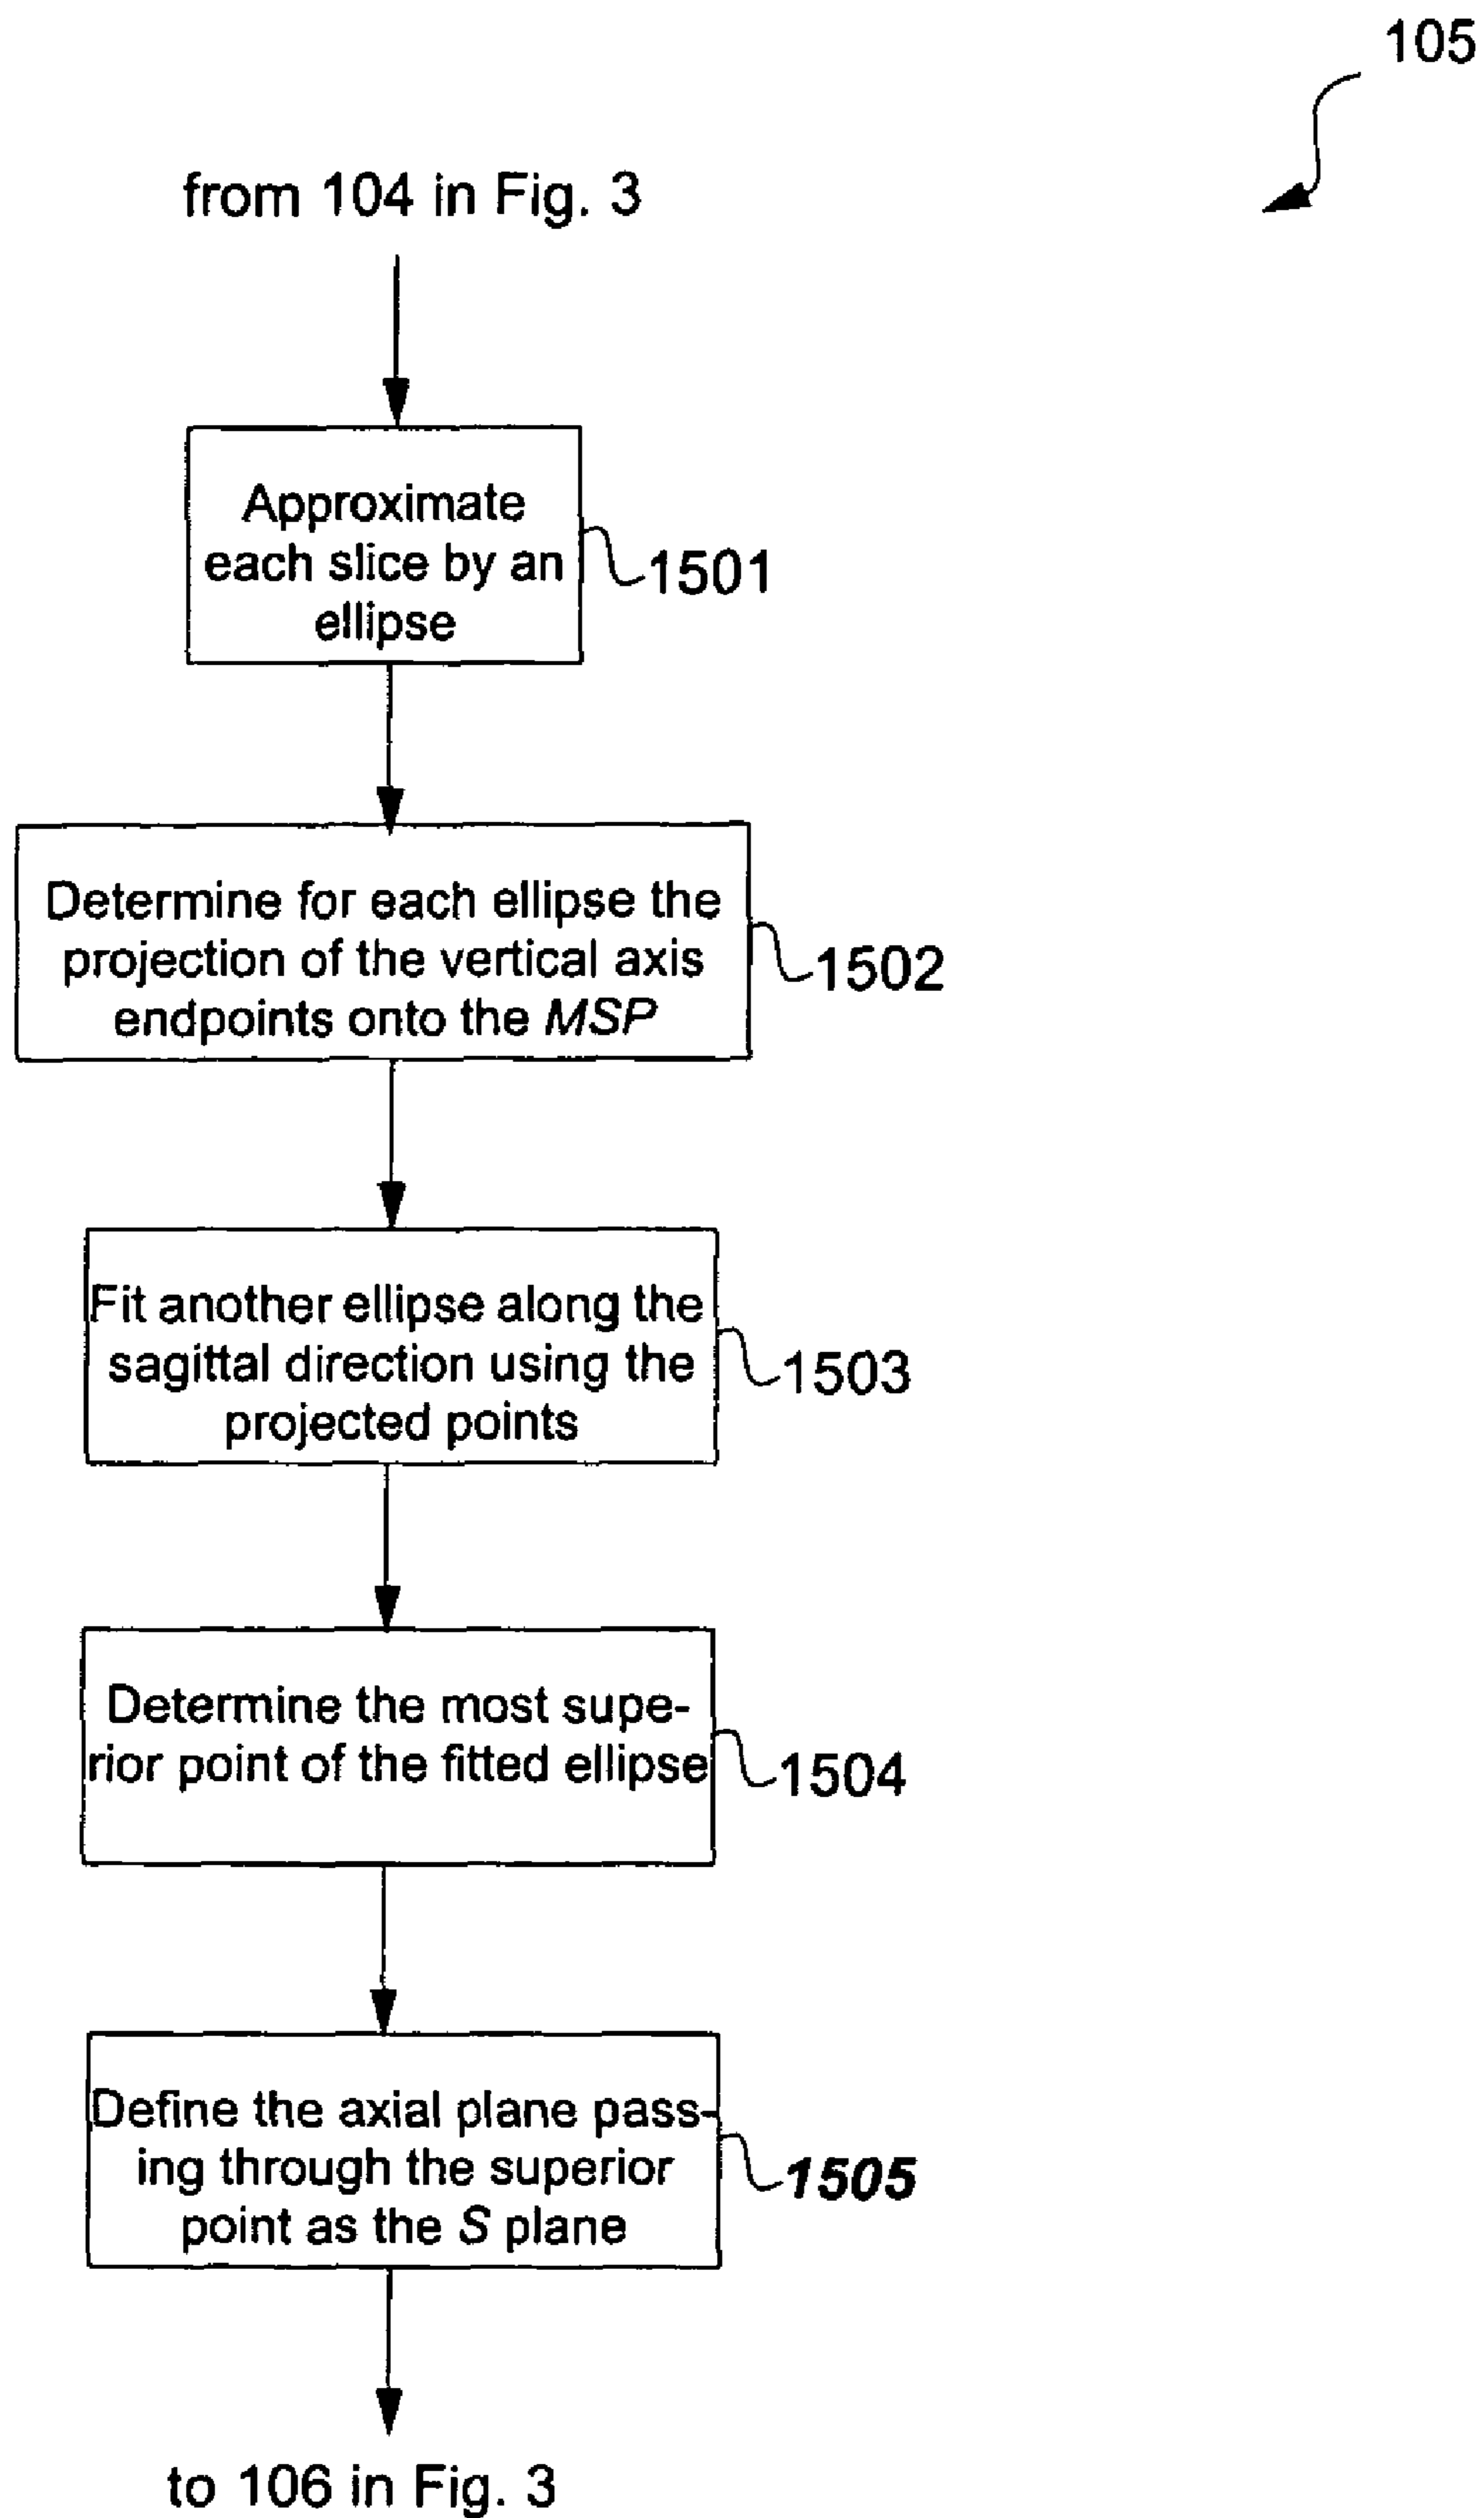 105
from 104 in Fig. 3
Approximate
each slice by an
ellipse
1501
Determine for each ellipse the
projection of the vertical axis
endpoints onto the MSP
1502
Fit another ellipse along the
sagittal direction using the
projected points
1503
Determine the most supe-
rior point of the fitted ellipse
1504
Define the axial plane pass-
ing through the superior
point as the S plane
1505
to 106 in Fig. 3